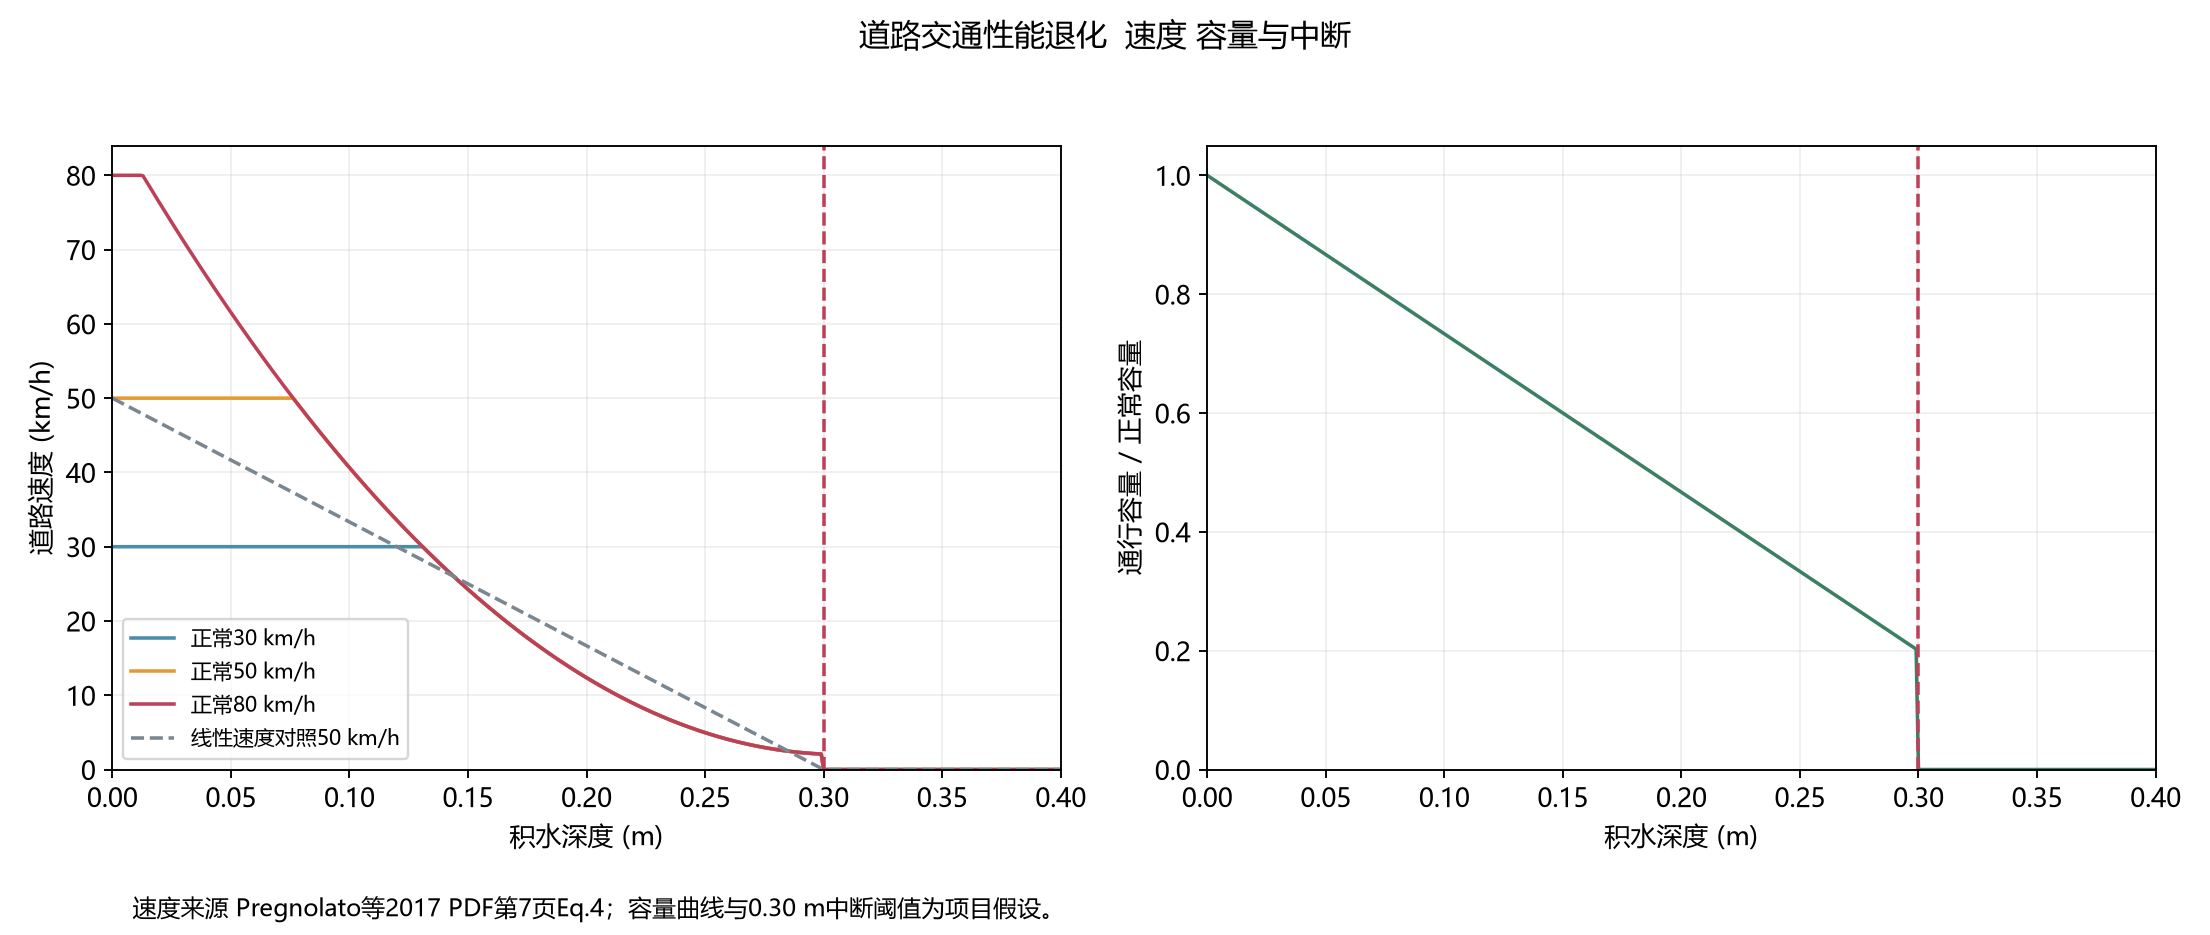 道路交通性能退化 速度 容量与中断
道路速度 (km/h)
80
70
60
50
40
30
20
10
0
正常30 km/h
正常50 km/h
正常80 km/h
线性速度对照50 km/h
0.00 0.05 0.10 0.15 0.20 0.25 0.30 0.35 0.40
积水深度 (m)
通行容量 / 正常容量
1.0
0.8
0.6
0.4
0.2
0.0
0.00 0.05 0.10 0.15 0.20 0.25 0.30 0.35 0.40
积水深度 (m)
速度来源 Pregnolato等2017 PDF第7页Eq.4；容量曲线与0.30 m中断阈值为项目假设。